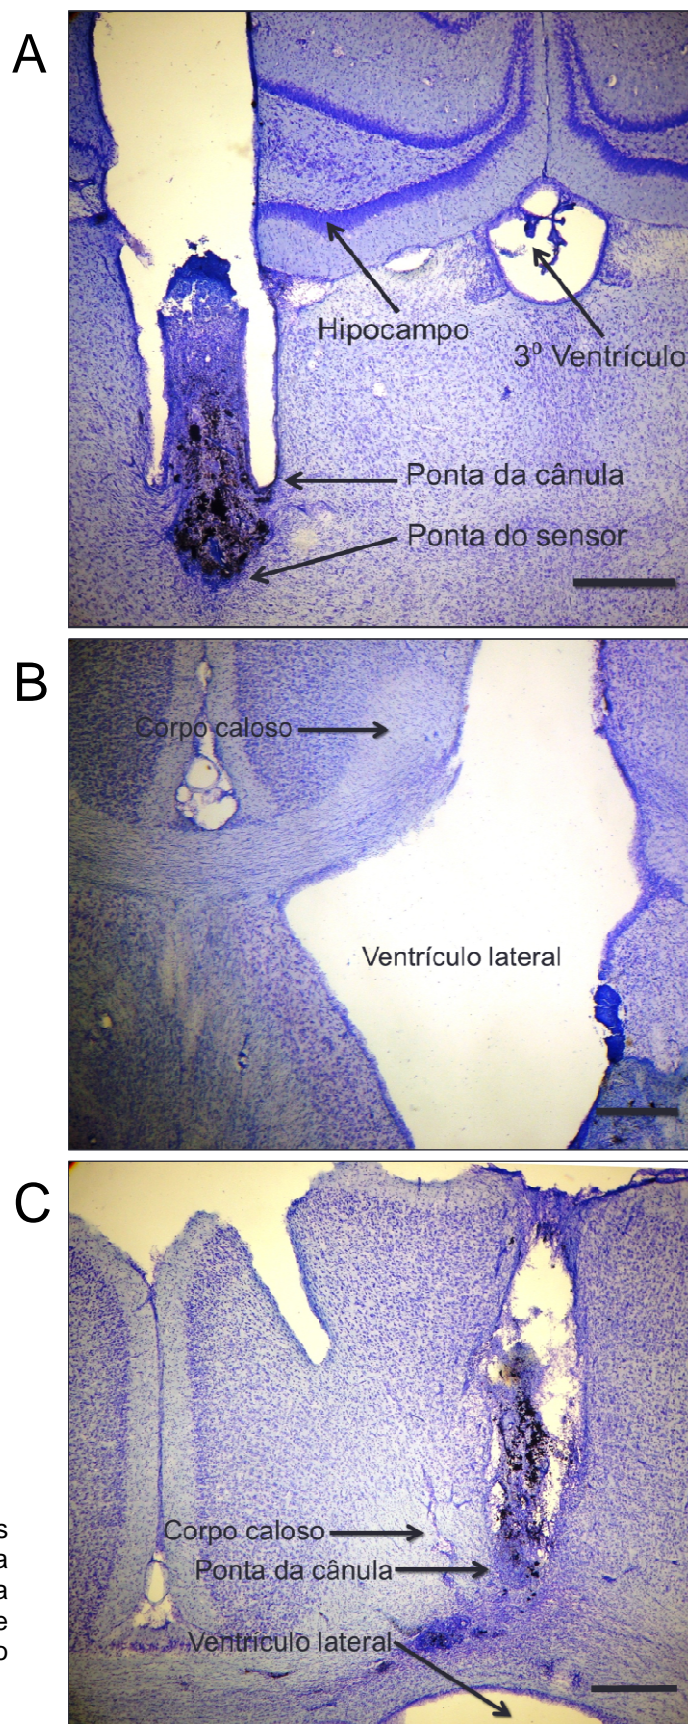 A
Hipocampo
3º Ventrículo
Ponta da cânula
Ponta do sensor
B
Corpo caloso
Ventrículo lateral
C
s
a
a
e
o
Corpo caloso
Ponta da cânula
Ventrículo lateral